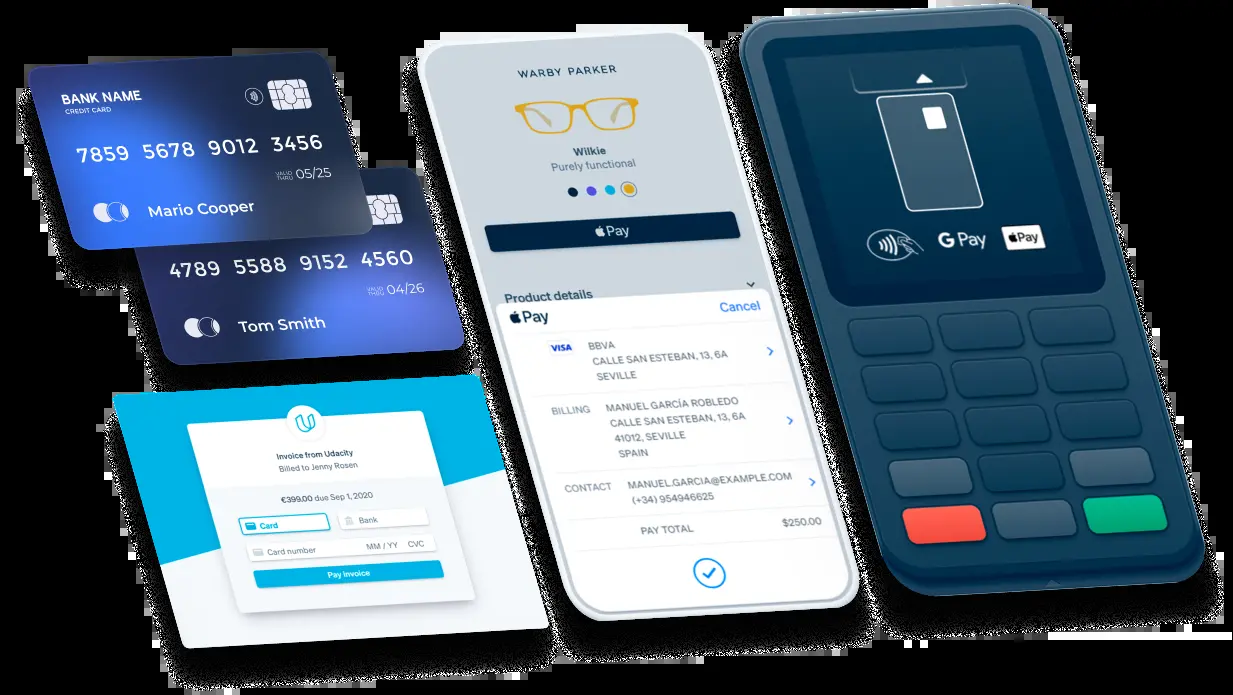 BANK NAME
CREDIT CARD
7859 5678 9012 3456
VALID THRU 05/25
Mario Cooper
4789 5588 9152 4560
VALID THRU 04/26
Tom Smith
Invoice from Udacity
Billed to Jenny Rosen
€399.00 due Sep 1, 2020
Card
Bank
Card number MM / YY CVC
Pay Invoice
WARBY PARKER
Wilkie
Purely functional
Pay
Product details
Pay
Cancel
VISA BBVA
CALLE SAN ESTEBAN, 13, 6A
SEVILLE
BILLING MANUEL GARCÍA ROBLEDO
CALLE SAN ESTEBAN, 13, 6A
41012, SEVILLE
SPAIN
CONTACT MANUEL.GARCIA@EXAMPLE.COM
(+34) 954946625
PAY TOTAL $250.00
G Pay
Pay